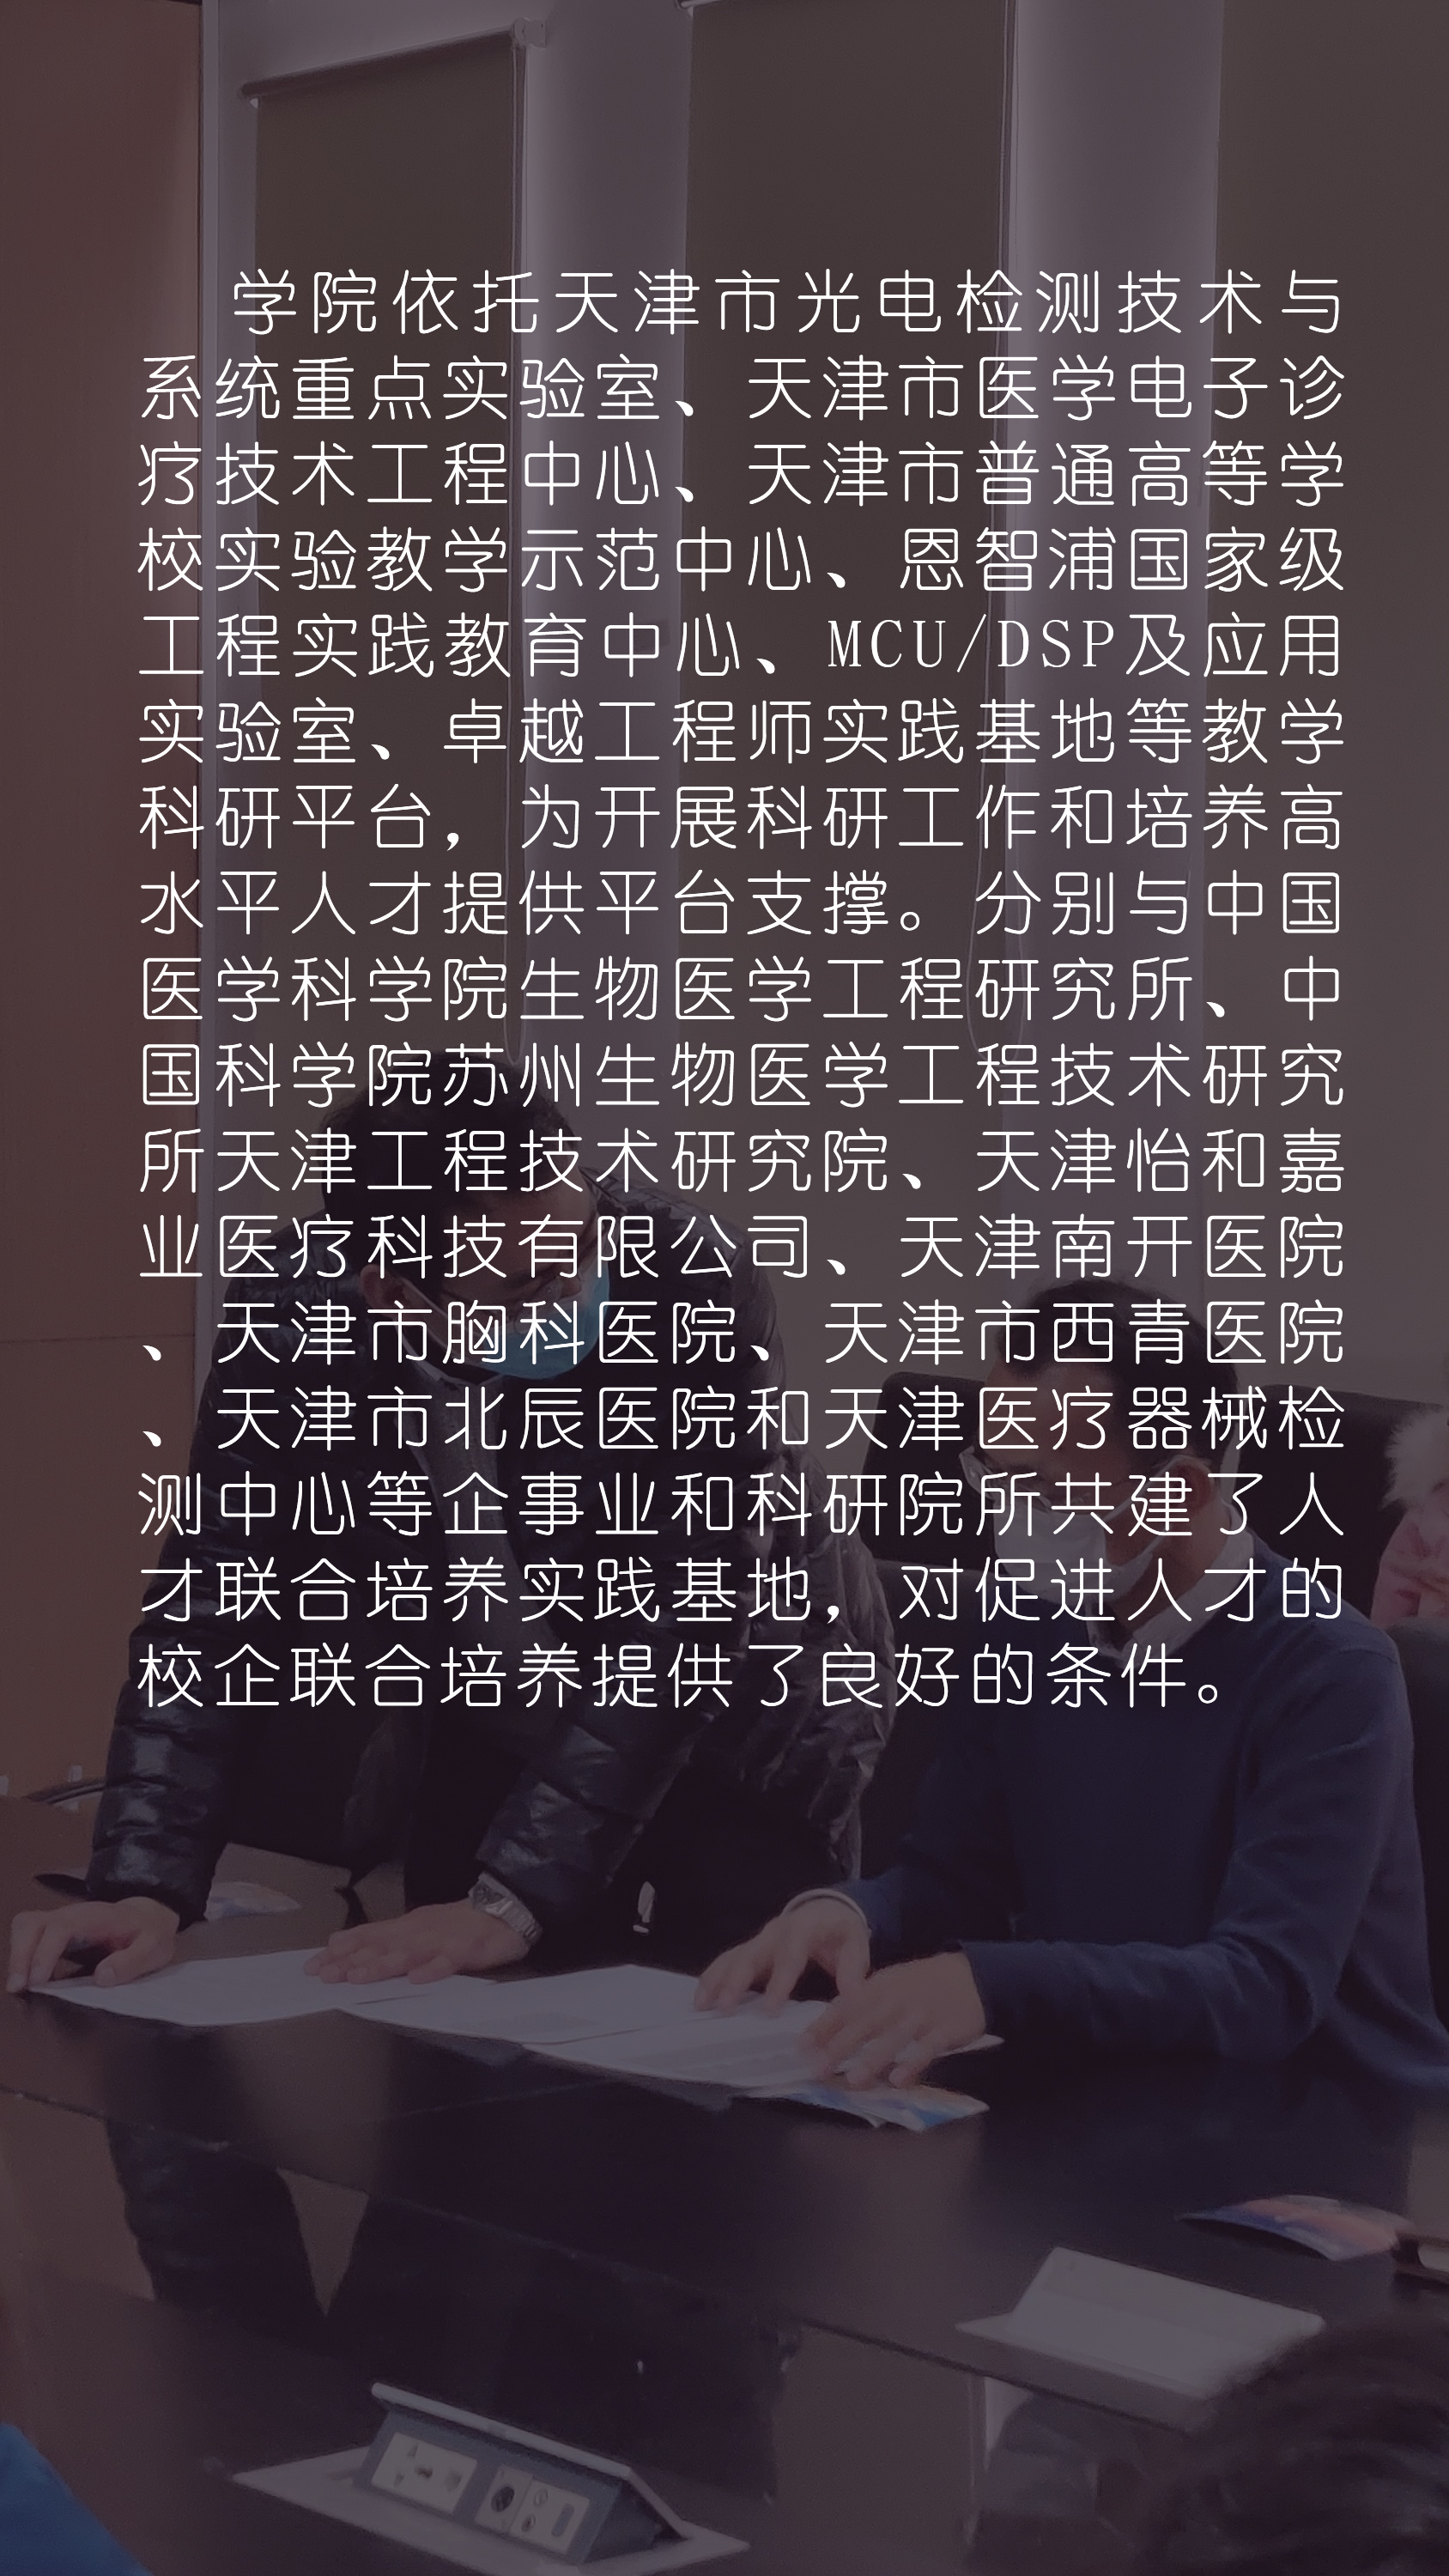 学院依托天津市光电检测技术与
系统重点实验室、天津市医学电子诊
疗技术工程中心、天津市普通高等学
校实验教学示范中心、恩智浦国家级
工程实践教育中心、MCU/DSP及应用
实验室、卓越工程师实践基地等教学
科研平台，为开展科研工作和培养高
水平人才提供平台支撑。分别与中国
医学科学院生物医学工程研究所、中
国科学院苏州生物医学工程技术研究
所天津工程技术研究院、天津怡和嘉
业医疗科技有限公司、天津南开医院
、天津市胸科医院、天津市西青医院
、天津市北辰医院和天津医疗器械检
测中心等企事业和科研院所共建了人
才联合培养实践基地，对促进人才的
校企联合培养提供了良好的条件。